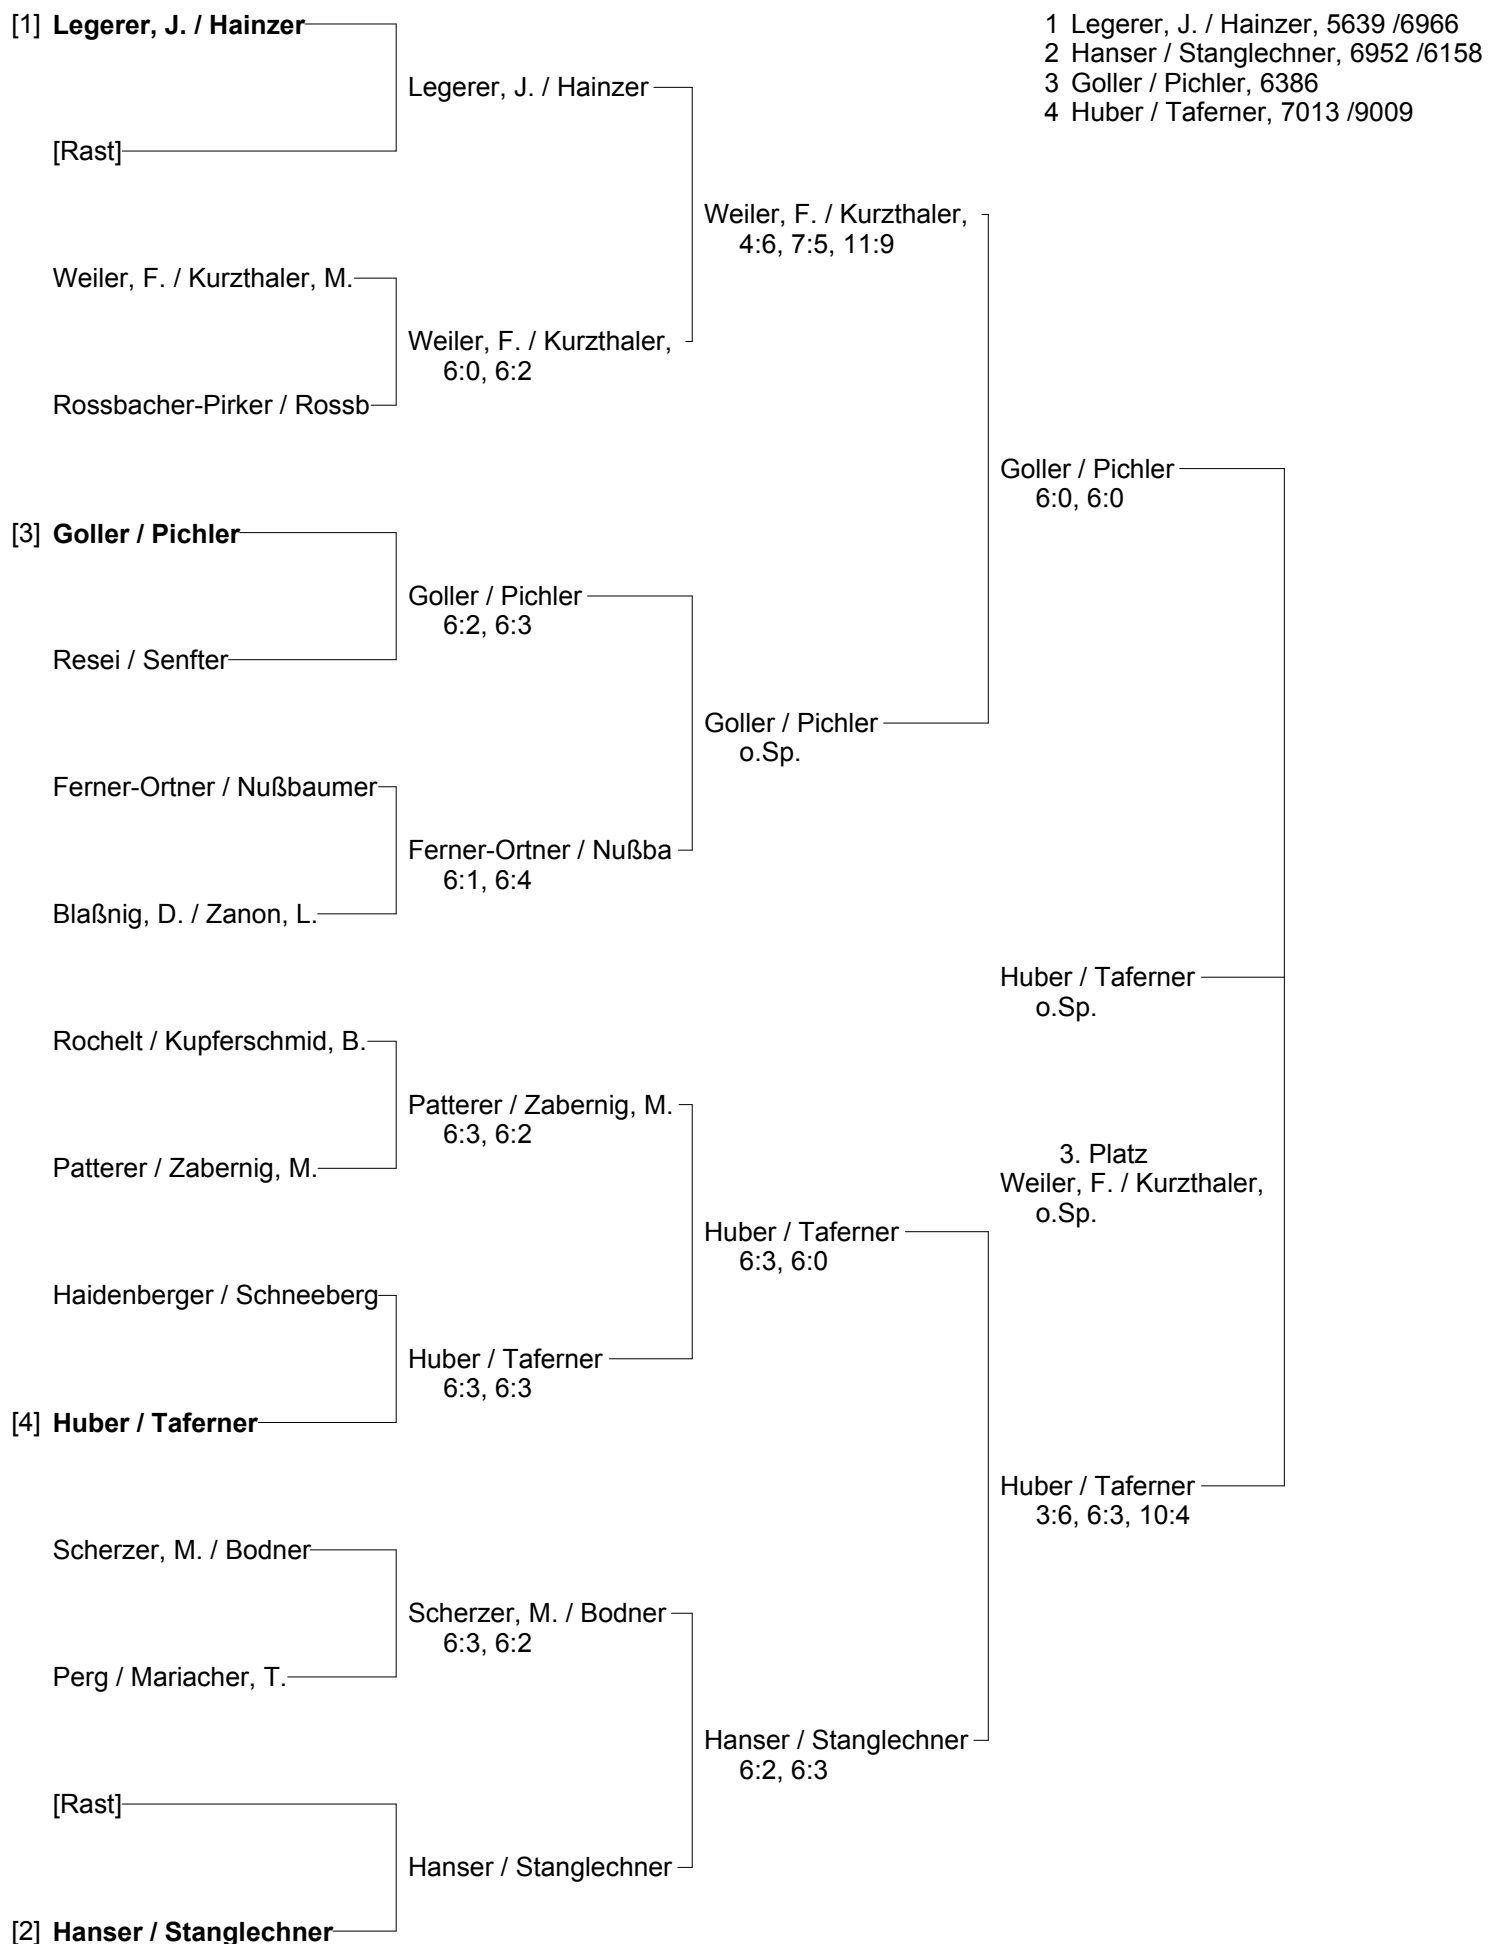 [1] Legerer, J. / Hainzer
1 Legerer, J. / Hainzer, 5639 /6966
2 Hanser / Stanglechner, 6952 /6158
3 Goller / Pichler, 6386
4 Huber / Taferner, 7013 /9009
Legerer, J. / Hainzer
[Rast]
Weiler, F. / Kurzthaler,
4:6, 7:5, 11:9
Weiler, F. / Kurzthaler, M.
Weiler, F. / Kurzthaler,
6:0, 6:2
Rossbacher-Pirker / Rossb
Goller / Pichler
6:0, 6:0
[3] Goller / Pichler
Goller / Pichler
6:2, 6:3
Resei / Senfter
Goller / Pichler
o.Sp.
Ferner-Ortner / Nußbaumer
Ferner-Ortner / Nußba
6:1, 6:4
Blaßnig, D. / Zanon, L.
Huber / Taferner
o.Sp.
Rochelt / Kupferschmid, B.
Patterer / Zabernig, M.
6:3, 6:2
Patterer / Zabernig, M.
3. Platz
Weiler, F. / Kurzthaler,
o.Sp.
Huber / Taferner
6:3, 6:0
Haidenberger / Schneeberg
Huber / Taferner
6:3, 6:3
[4] Huber / Taferner
Huber / Taferner
3:6, 6:3, 10:4
Scherzer, M. / Bodner
Scherzer, M. / Bodner
6:3, 6:2
Perg / Mariacher, T.
Hanser / Stanglechner
6:2, 6:3
[Rast]
Hanser / Stanglechner
[2] Hanser / Stanglechner